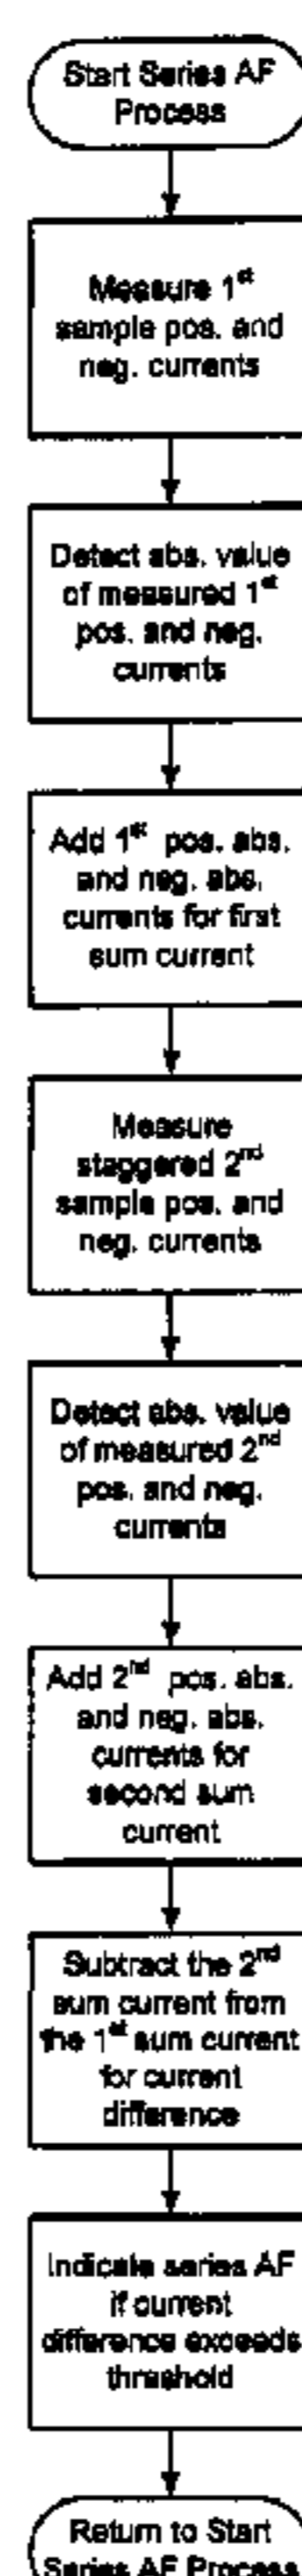 Start Series AF
Process
Measure 1st
sample pos. and
neg. currents
Detect abs. value
of measured 1st
pos. and neg.
currents
Add 1st pos. abs.
and neg. abs.
currents for first
sum current
Measure
staggered 2nd
sample pos. and
neg. currents
Detect abs. value
of measured 2nd
pos. and neg.
currents
Add 2nd pos. abs.
and neg. abs.
currents for
second sum
current
Subtract the 2nd
sum current from
the 1st sum current
for current
difference
Indicate series AF
if current
difference exceeds
threshold
Return to Start
Series AF Process